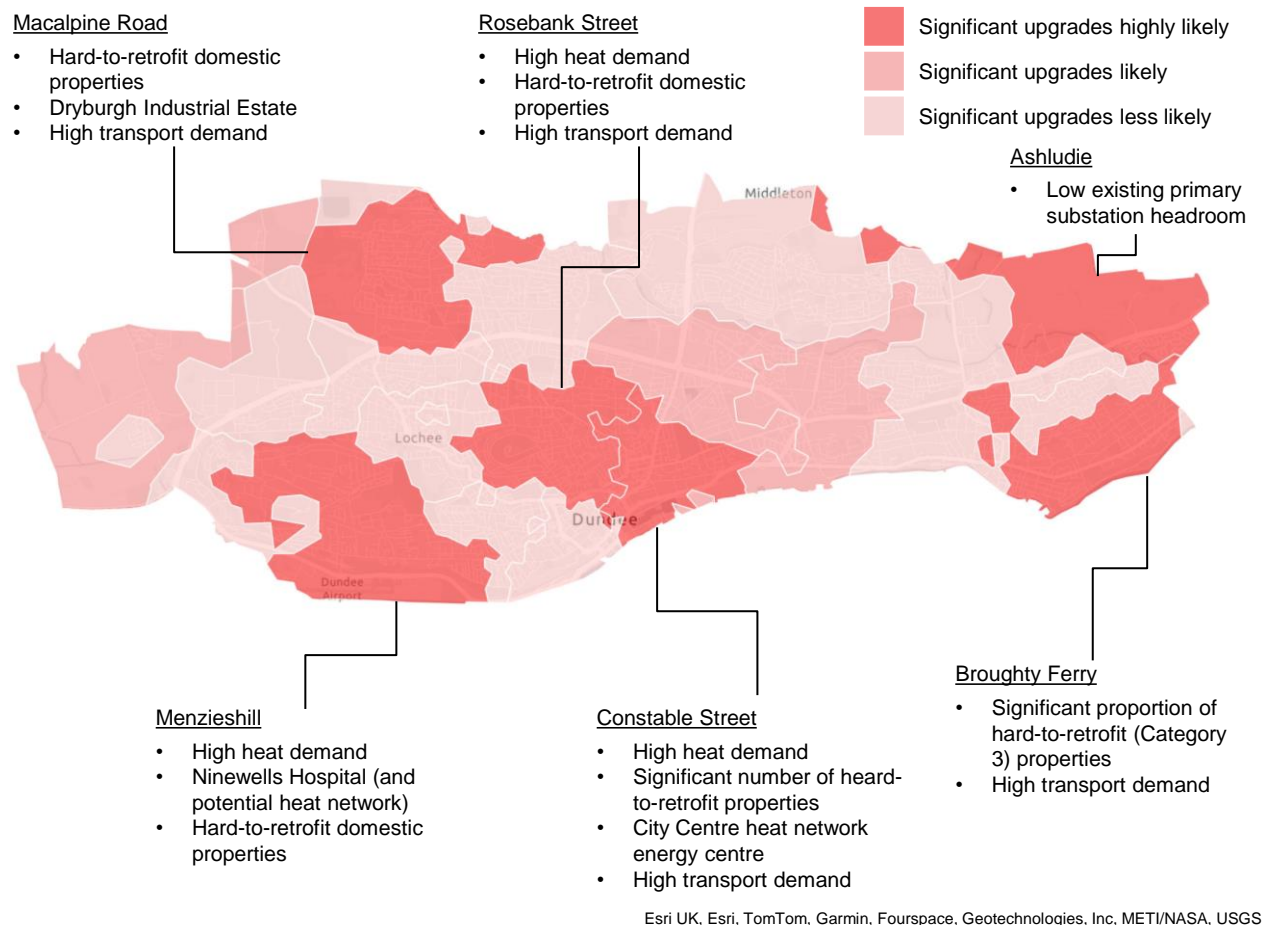 Macalpine Road
• Hard-to-retrofit domestic
properties
• Dryburgh Industrial Estate
• High transport demand
Rosebank Street
• High heat demand
• Hard-to-retrofit domestic
properties
• High transport demand
Significant upgrades highly likely
Significant upgrades likely
Significant upgrades less likely
Ashludie
• Low existing primary
substation headroom
Middleton
Lochee
Dundee
Dundee
Airport
Menzieshill
• High heat demand
• Ninewells Hospital (and
potential heat network)
• Hard-to-retrofit domestic
properties
Constable Street
• High heat demand
• Significant number of heard-
to-retrofit properties
• City Centre heat network
energy centre
• High transport demand
Broughty Ferry
• Significant proportion of
hard-to-retrofit (Category
3) properties
• High transport demand
Esri UK, Esri, TomTom, Garmin, Fourspace, Geotechnologies, Inc, METI/NASA, USGS